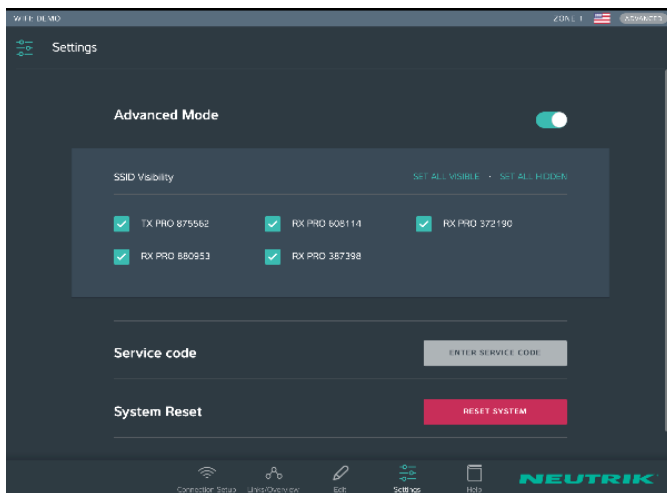 ZONE 1 ADVANCED
Settings
Advanced Mode
SSID Visibility SET ALL VISIBLE - SET ALL HIDDEN
TX PRO 875562 RX PRO 608114 RX PRO 372190
RX PRO 880953 RX PRO 387398
Service code ENTER SERVICE CODE
System Reset RESET SYSTEM
Connection Setup Links/Overview Edit Settings Help NEUTRIK